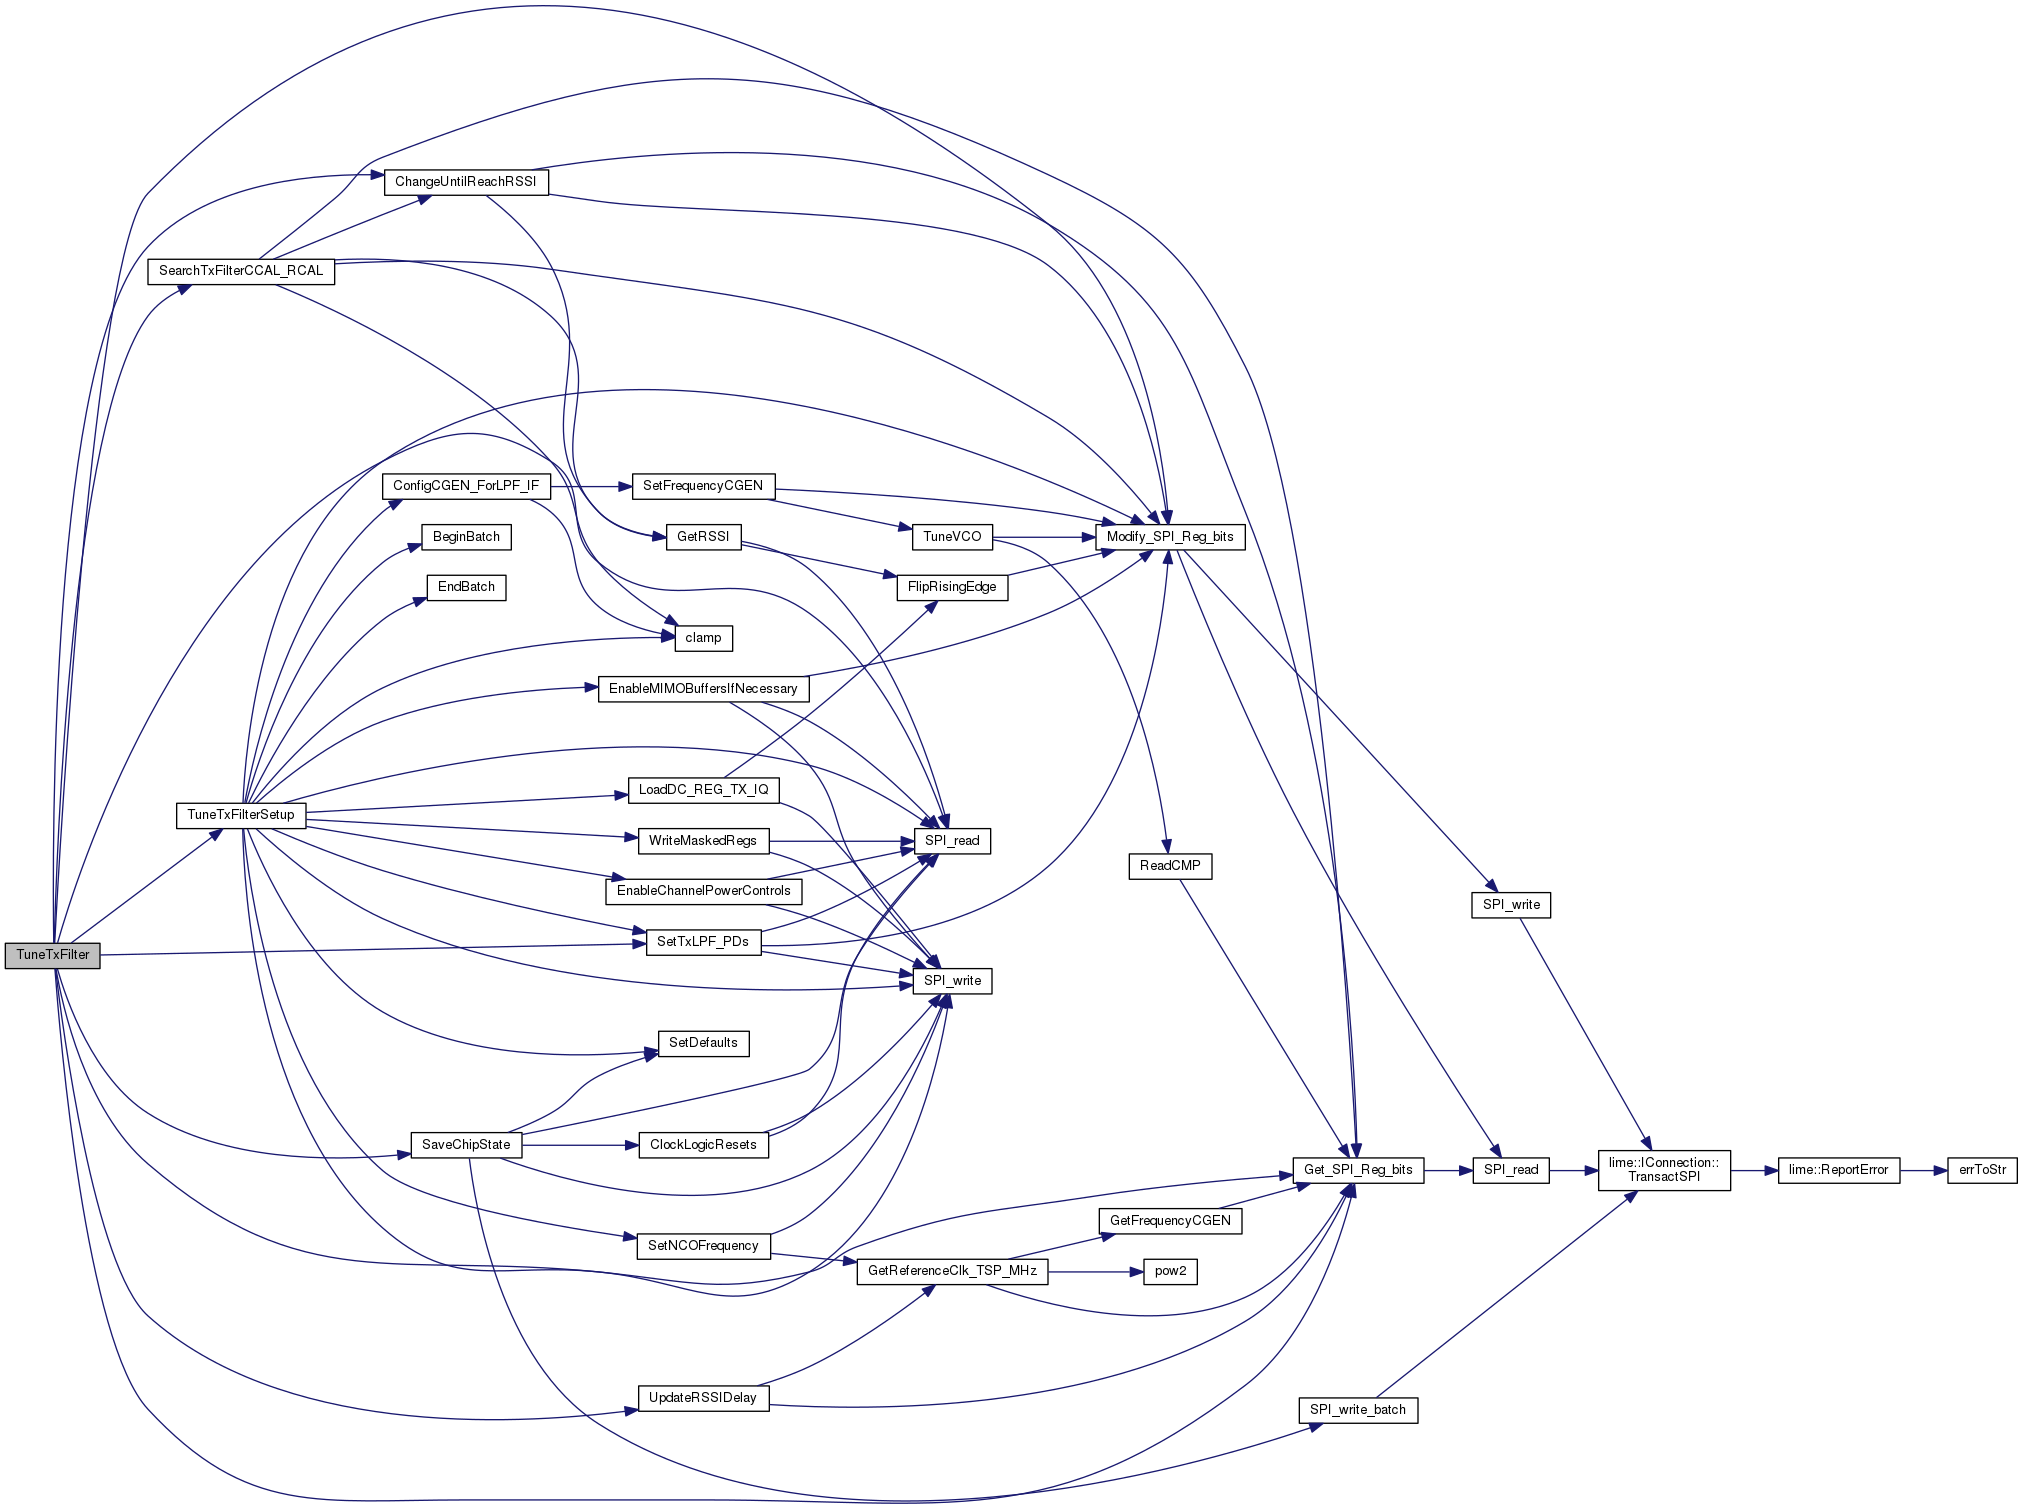 ChangeUntilReachRSSI
SearchTxFilterCCAL_RCAL
ConfigCGEN_ForLPF_IF
SetFrequencyCGEN
BeginBatch
GetRSSI
TuneVCO
Modify_SPI_Reg_bits
EndBatch
FlipRisingEdge
clamp
EnableMIMOBuffersIfNecessary
LoadDC_REG_TX_IQ
TuneTxFilterSetup
WriteMaskedRegs
SPI_read
ReadCMP
EnableChannelPowerControls
SPI_write
SetTxLPF_PDs
TuneTxFilter
SPI_write
SetDefaults
SaveChipState
ClockLogicResets
Get_SPI_Reg_bits
SPI_read
lime::IConnection::
TransactSPI
lime::ReportError
errToStr
GetFrequencyCGEN
SetNCOFrequency
GetReferenceClk_TSP_MHz
pow2
UpdateRSSIDelay
SPI_write_batch